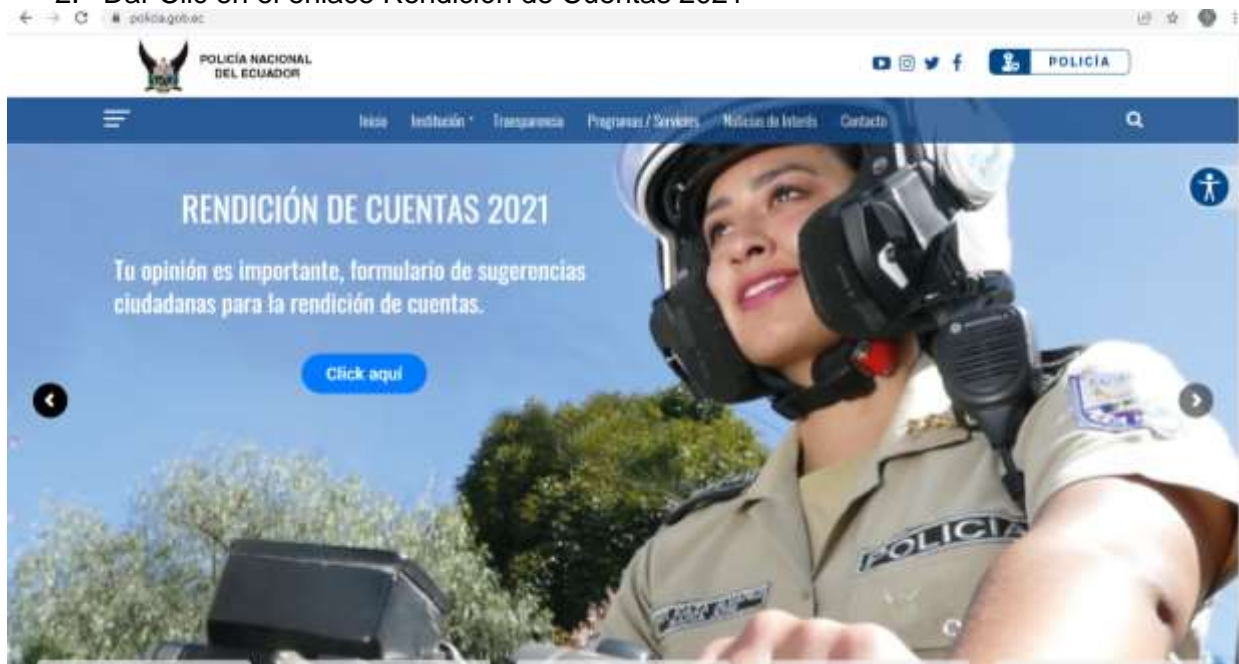 2. Dar Clic en el enlace Rendición de Cuentas 2021
policia.gob.ec
POLICÍA NACIONAL
DEL ECUADOR
POLICÍA
Inicio Institución Transparencia Programas / Servicios Noticias de Interés Contacto
RENDICIÓN DE CUENTAS 2021
Tu opinión es importante, formulario de sugerencias
ciudadanas para la rendición de cuentas.
Click aquí
POLICIA